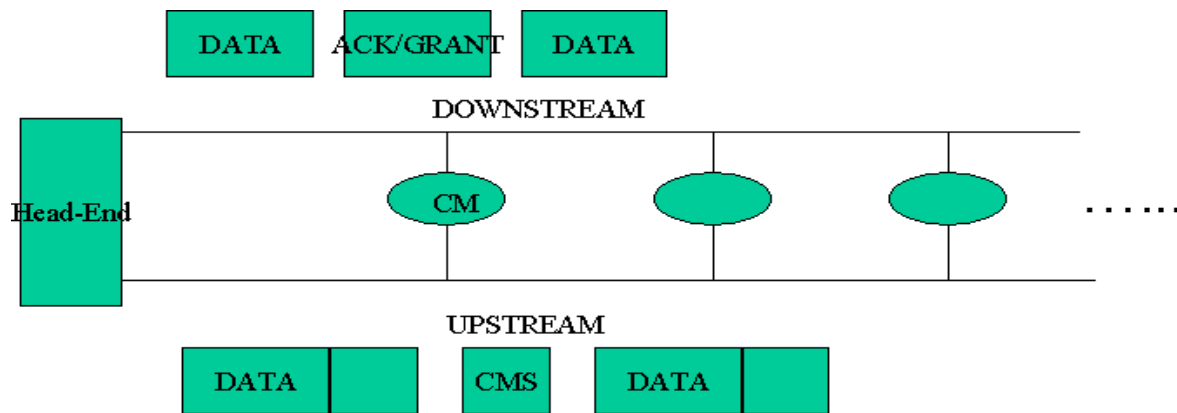 DATA
ACK/GRANT
DATA
DOWNSTREAM
Head-End
CM
......
UPSTREAM
DATA
CMS
DATA